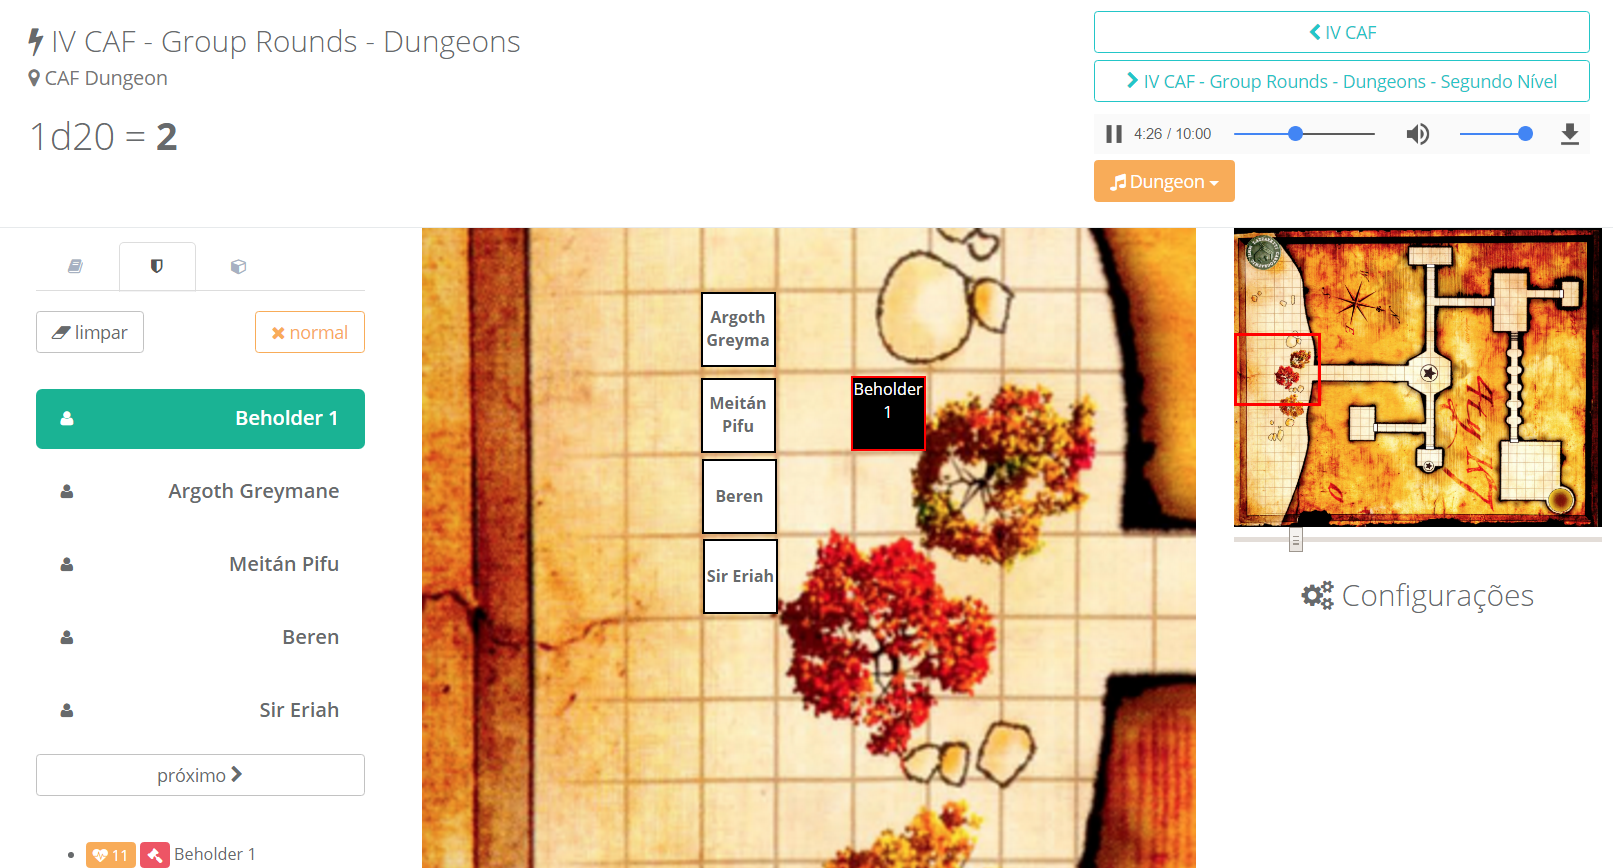 IV CAF - Group Rounds - Dungeons
CAF Dungeon
1d20 = 2
IV CAF
IV CAF - Group Rounds - Dungeons - Segundo Nível
4:26 / 10:00
Dungeon
limpar
normal
Beholder 1
Argoth Greymane
Meitán Pifu
Beren
Sir Eriah
próximo
11 Beholder 1
Argoth
Greyma
Meitán
Pifu
Beren
Sir Eriah
Beholder
1
Configurações